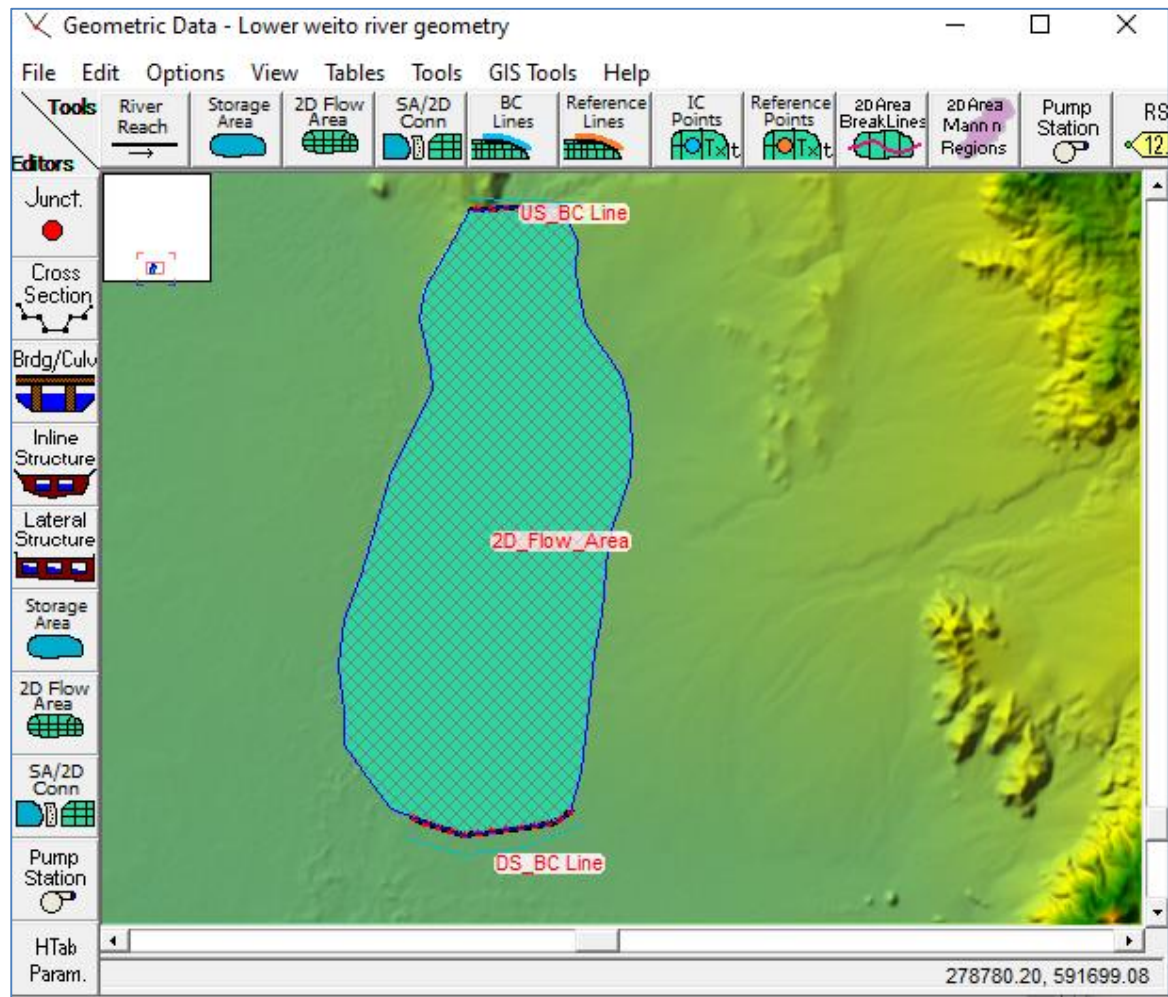 Geometric Data - Lower weito river geometry
File Edit Options View Tables Tools GIS Tools Help
Tools
Editors
River
Reach
Storage
Area
2D Flow
Area
SA/2D
Conn
BC
Lines
Reference
Lines
IC
Points
Reference
Points
2D Area
BreakLines
2D Area
Mann n
Regions
Pump
Station
RS
12.
Junct.
Cross
Section
Brdg/Culv
Inline
Structure
Lateral
Structure
Storage
Area
2D Flow
Area
SA/2D
Conn
Pump
Station
HTab
Param.
US_BC Line
2D_Flow_Area
DS_BC Line
278780.20, 591699.08